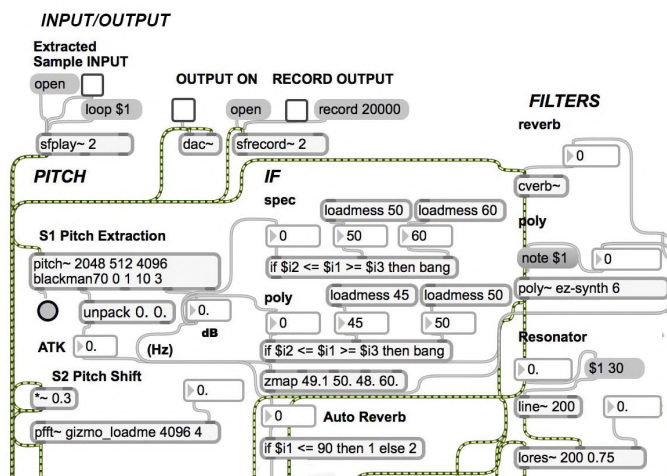 INPUT/OUTPUT
Extracted
Sample INPUT
open
loop $1
sfplay~ 2
OUTPUT ON
dac~
RECORD OUTPUT
open
record 20000
sfrecord~ 2
PITCH
S1 Pitch Extraction
pitch~ 2048 512 4096
blackman70 0 1 10 3
unpack 0. 0.
0.
dB
ATK
0.
(Hz)
S2 Pitch Shift
*~ 0.3
0.
pfft~ gizmo_loadme 4096 4
IF
spec
loadmess 50
loadmess 60
0
50
60
if $i2 <= $i1 >= $i3 then bang
poly
loadmess 45
loadmess 50
0
45
50
if $i2 <= $i1 >= $i3 then bang
zmap 49.1 50. 48. 60.
0
Auto Reverb
if $i1 <= 90 then 1 else 2
FILTERS
reverb
0
cverb~
poly
note $1
0
poly~ ez-synth 6
Resonator
0.
$1 30
line~ 200
0.
lores~ 200 0.75